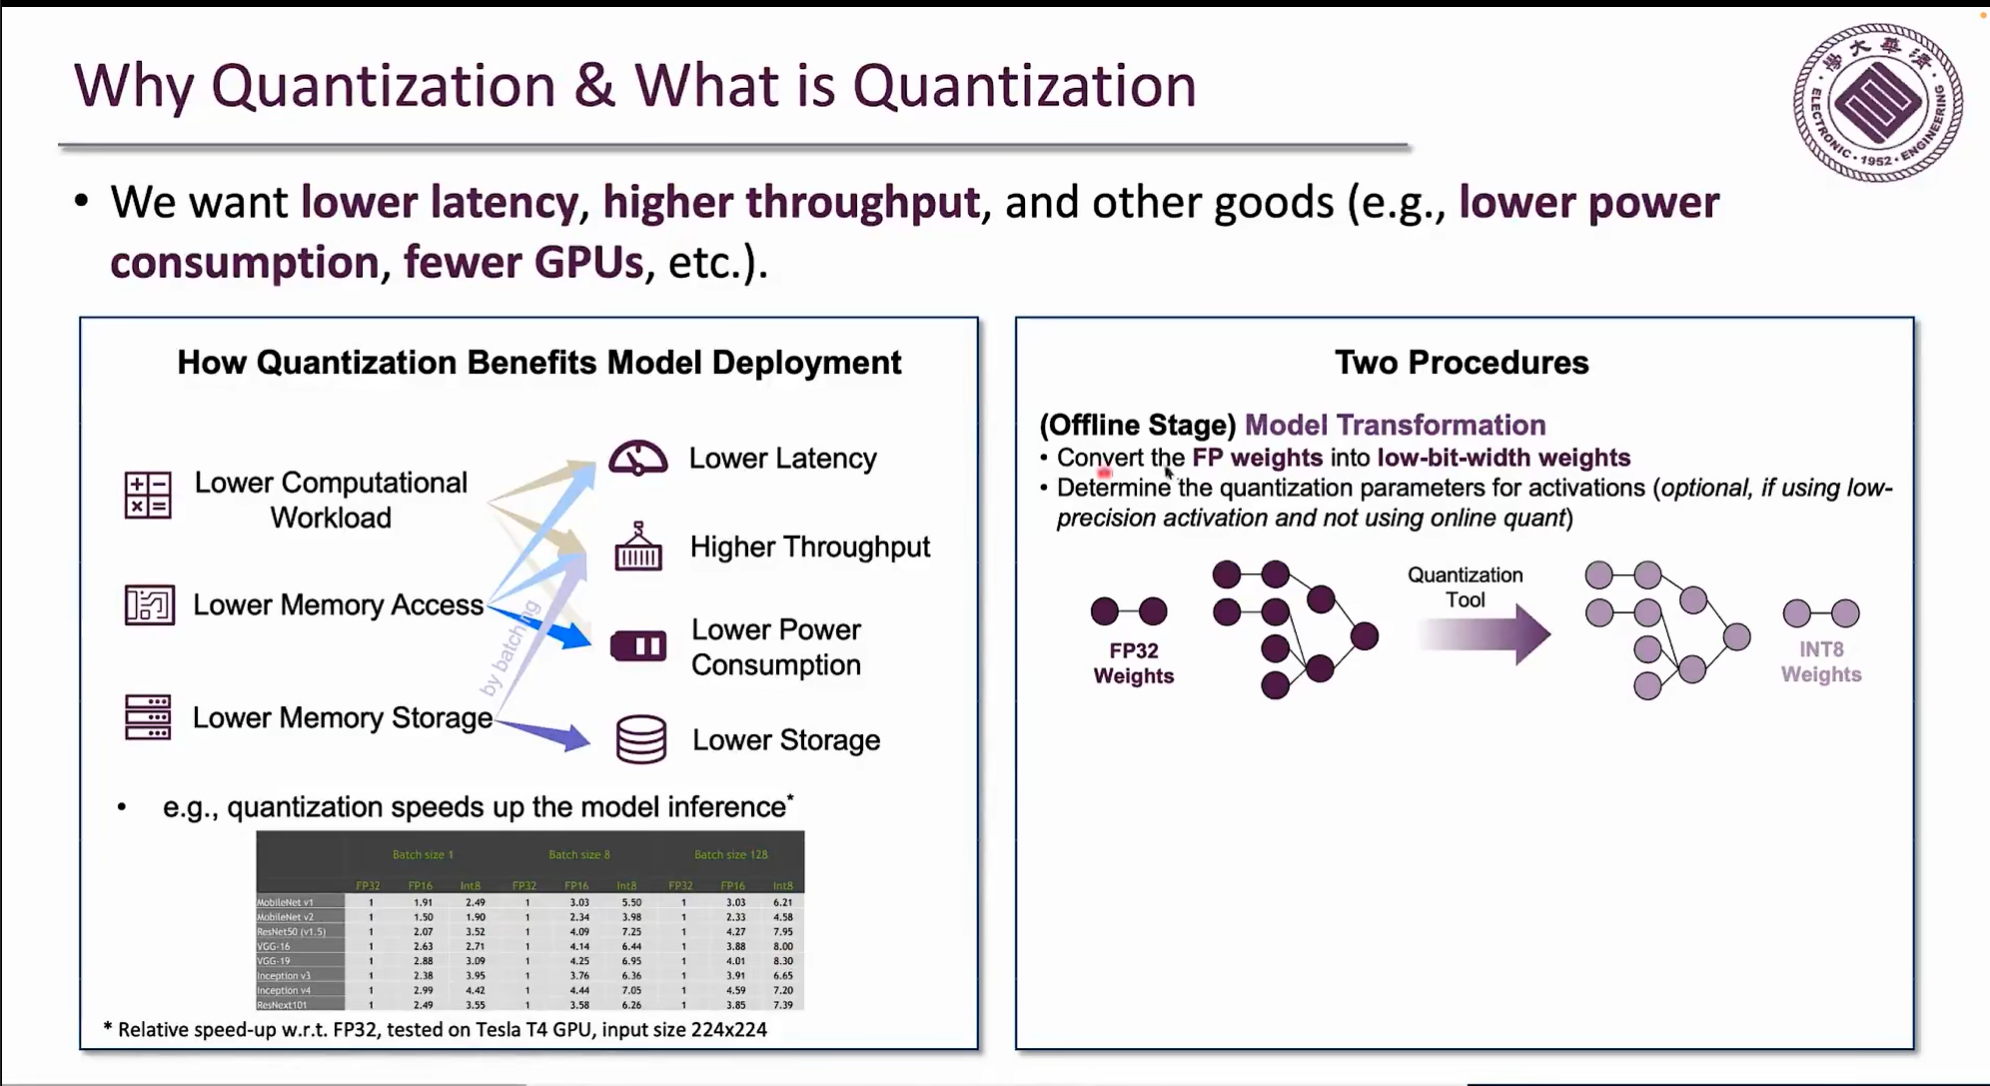 Why Quantization & What is Quantization
學大華清
ELECTRONIC · 1952 · ENGINEERING
• We want lower latency, higher throughput, and other goods (e.g., lower power
consumption, fewer GPUs, etc.).
How Quantization Benefits Model Deployment
Lower Computational
Workload
Lower Memory Access
Lower Memory Storage
by batching
Lower Latency
Higher Throughput
Lower Power
Consumption
Lower Storage
• e.g., quantization speeds up the model inference*
Batch size 1 Batch size 8 Batch size 128
FP32 FP16 Int8 FP32 FP16 Int8 FP32 FP16 Int8
MobileNet v1 1 1.91 2.49 1 3.03 5.50 1 3.03 6.21
MobileNet v2 1 1.50 1.90 1 2.34 3.98 1 2.33 4.58
ResNet50 (v1.5) 1 2.07 3.52 1 4.09 7.25 1 4.27 7.95
VGG-16 1 2.63 2.71 1 4.14 6.44 1 3.88 8.00
VGG-19 1 2.88 3.09 1 4.25 6.95 1 4.01 8.30
Inception v3 1 2.38 3.95 1 3.76 6.36 1 3.91 6.65
Inception v4 1 2.99 4.42 1 4.44 7.05 1 4.59 7.20
ResNext101 1 2.49 3.55 1 3.58 6.26 1 3.85 7.39
* Relative speed-up w.r.t. FP32, tested on Tesla T4 GPU, input size 224x224
Two Procedures
(Offline Stage) Model Transformation
• Convert the FP weights into low-bit-width weights
• Determine the quantization parameters for activations (optional, if using low-
precision activation and not using online quant)
FP32
Weights
Quantization
Tool
INT8
Weights